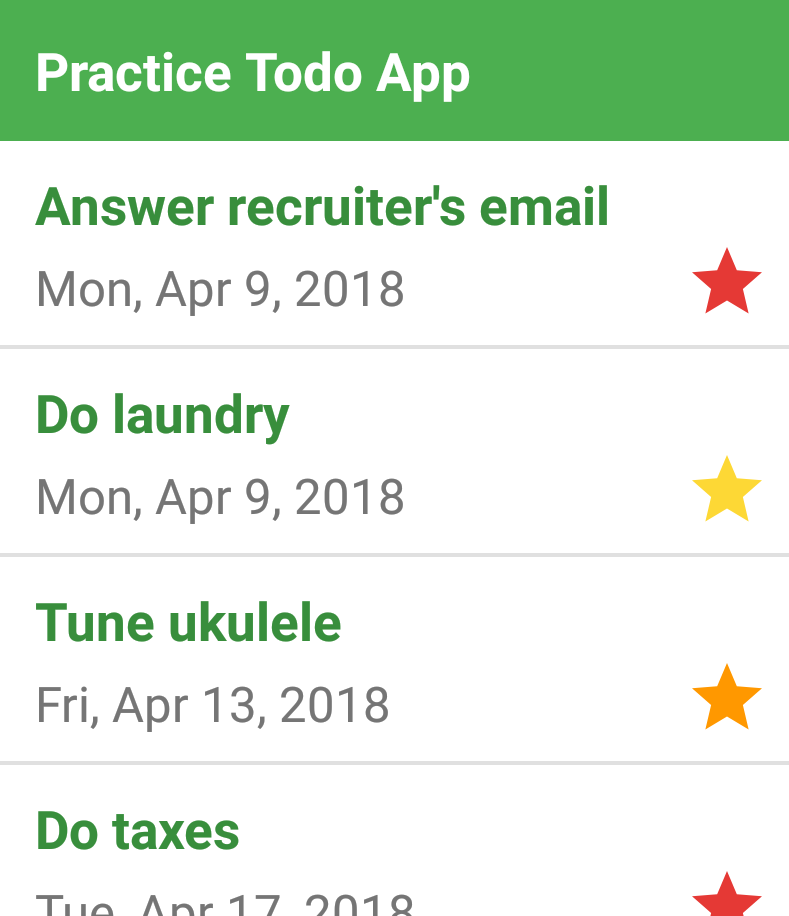 Practice Todo App
Answer recruiter's email
Mon, Apr 9, 2018
Do laundry
Mon, Apr 9, 2018
Tune ukulele
Fri, Apr 13, 2018
Do taxes
Tue, Apr 17, 2018